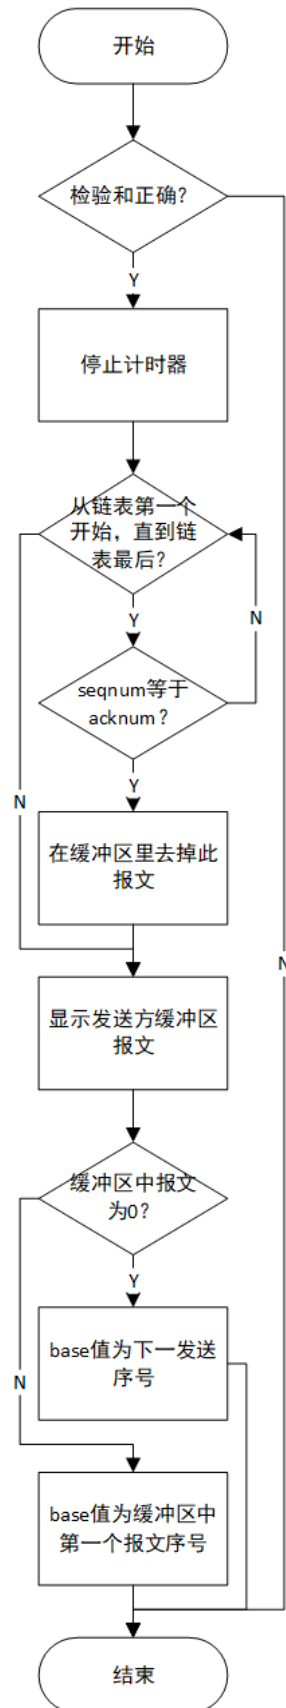 开始
检验和正确？
Y
停止计时器
从链表第一个
开始，直到链
表最后？
N
Y
seqnum等于
acknum？
Y
N
在缓冲区里去掉此
报文
N
显示发送方缓冲区
报文
缓冲区中报文
为0？
Y
base值为下一发送
序号
N
base值为缓冲区中
第一个报文序号
结束